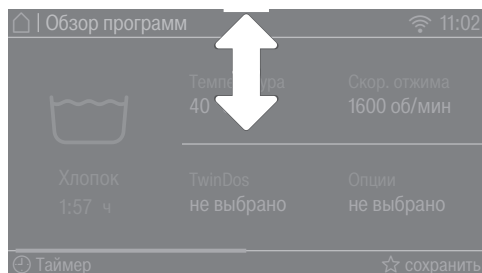 Обзор программ 11:02
Температура Скор. отжима
40 1600 об/мин
Хлопок TwinDos Опции
1:57 ч не выбрано не выбрано
Таймер сохранить